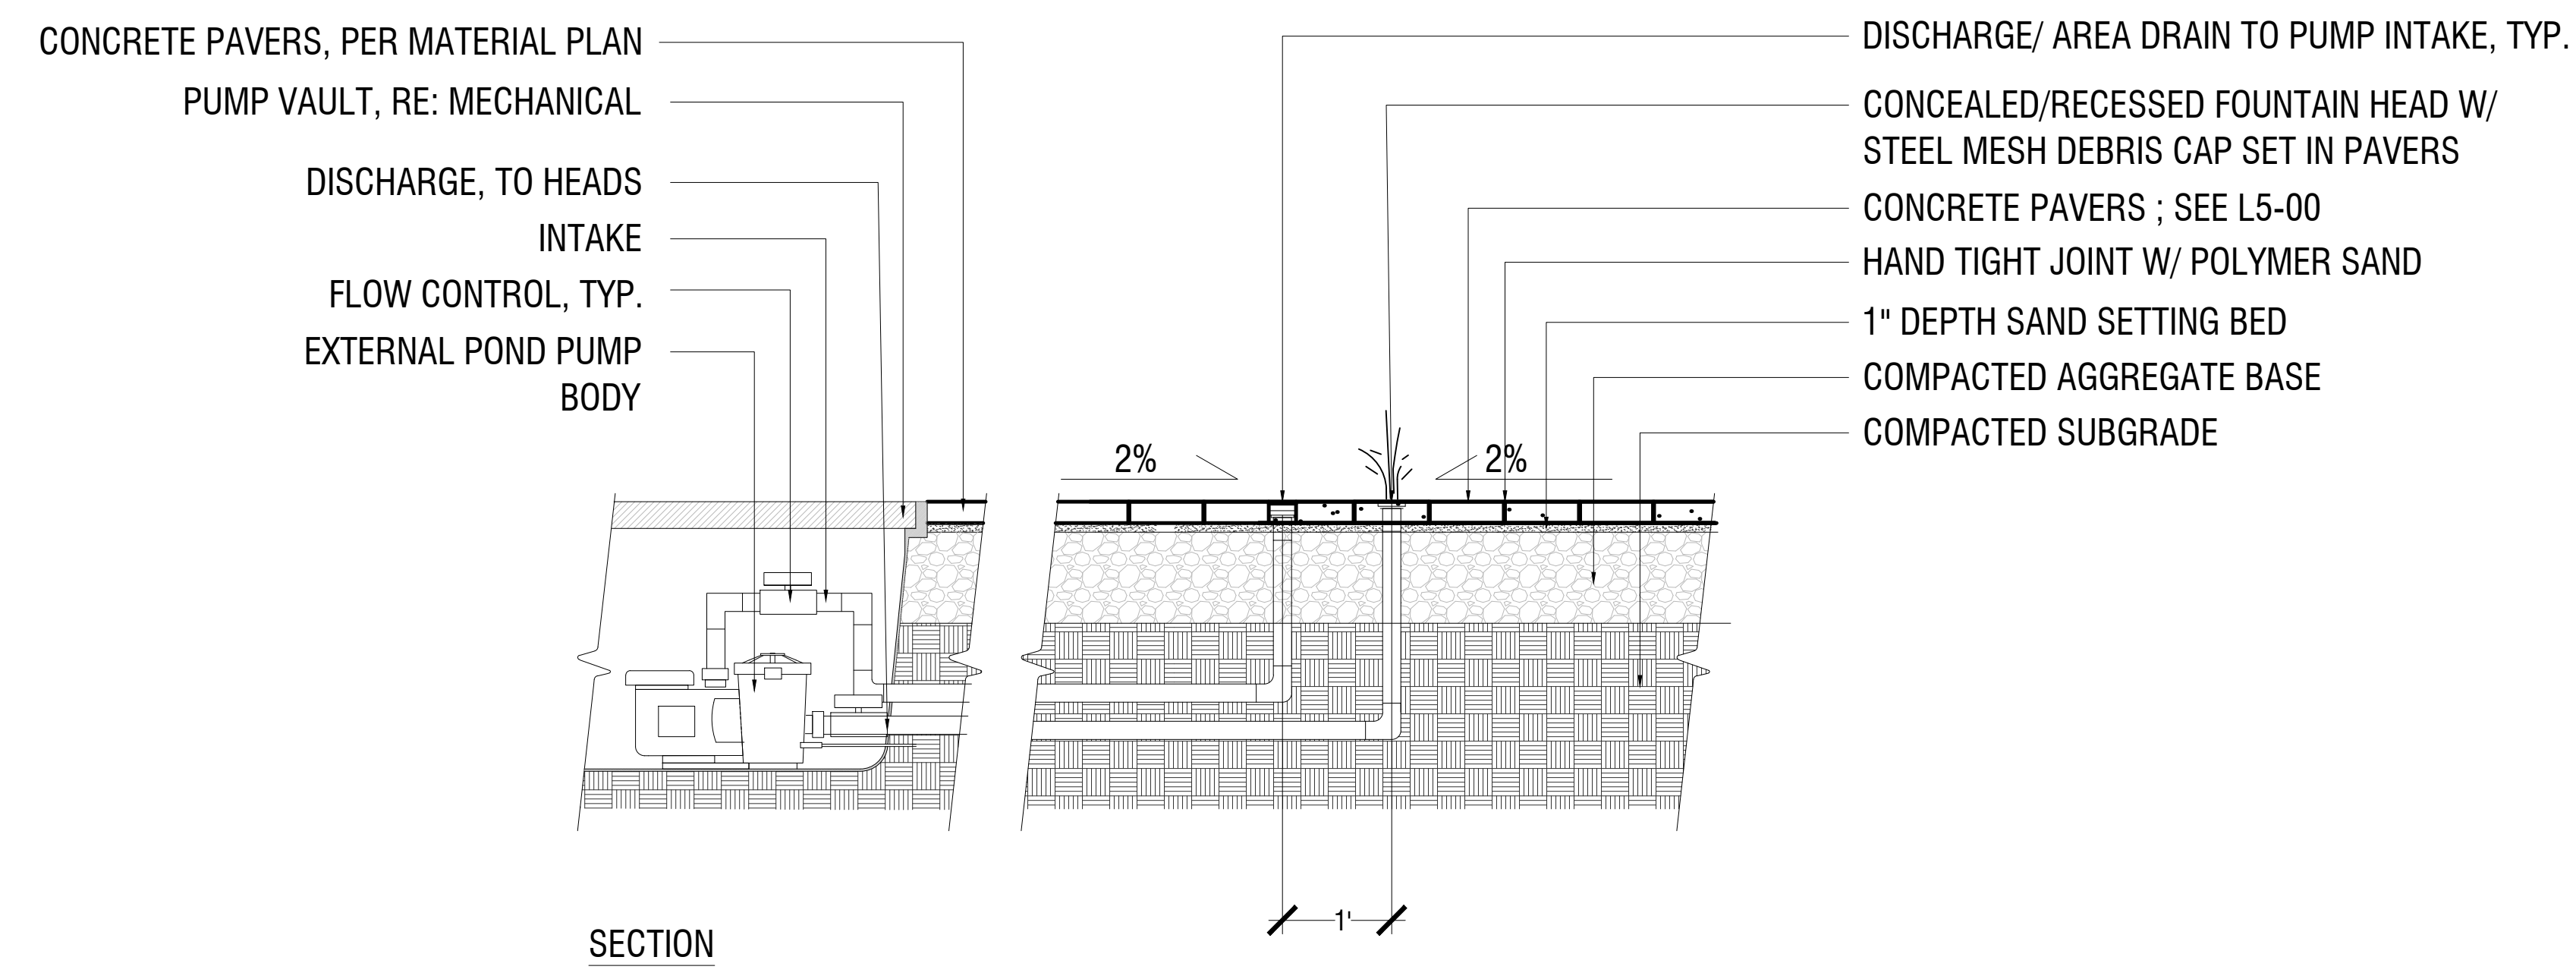 CONCRETE PAVERS, PER MATERIAL PLAN
PUMP VAULT, RE: MECHANICAL
DISCHARGE, TO HEADS
INTAKE
FLOW CONTROL, TYP.
EXTERNAL POND PUMP
BODY
DISCHARGE/ AREA DRAIN TO PUMP INTAKE, TYP.
CONCEALED/RECESSED FOUNTAIN HEAD W/
STEEL MESH DEBRIS CAP SET IN PAVERS
CONCRETE PAVERS ; SEE L5-00
HAND TIGHT JOINT W/ POLYMER SAND
1" DEPTH SAND SETTING BED
COMPACTED AGGREGATE BASE
COMPACTED SUBGRADE
2%
2%
1'
SECTION